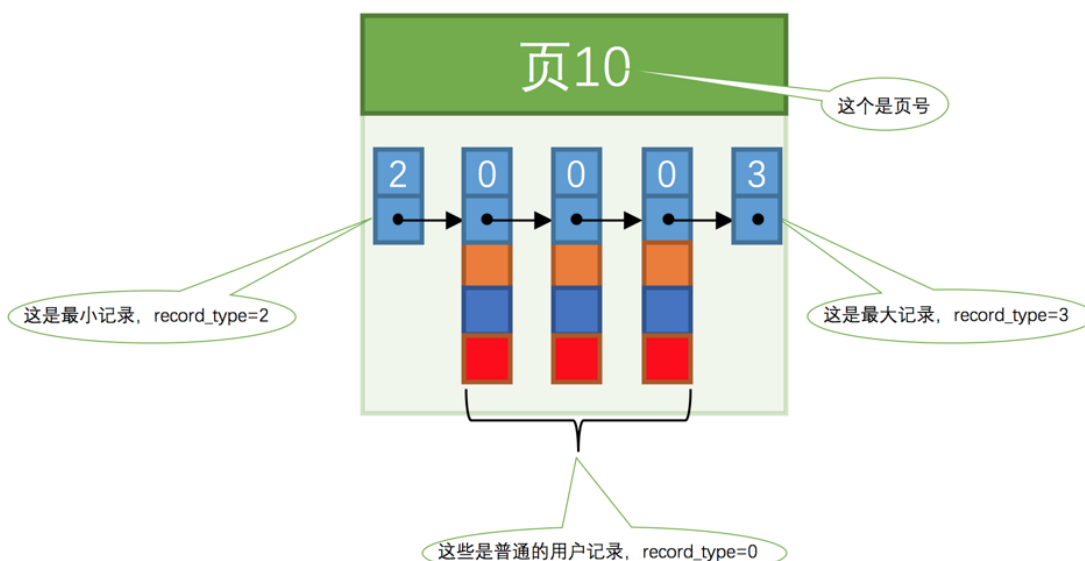 页10
这个是页号
2 0 0 0 3
这是最小记录，record_type=2
这是最大记录，record_type=3
这些是普通的用户记录，record_type=0